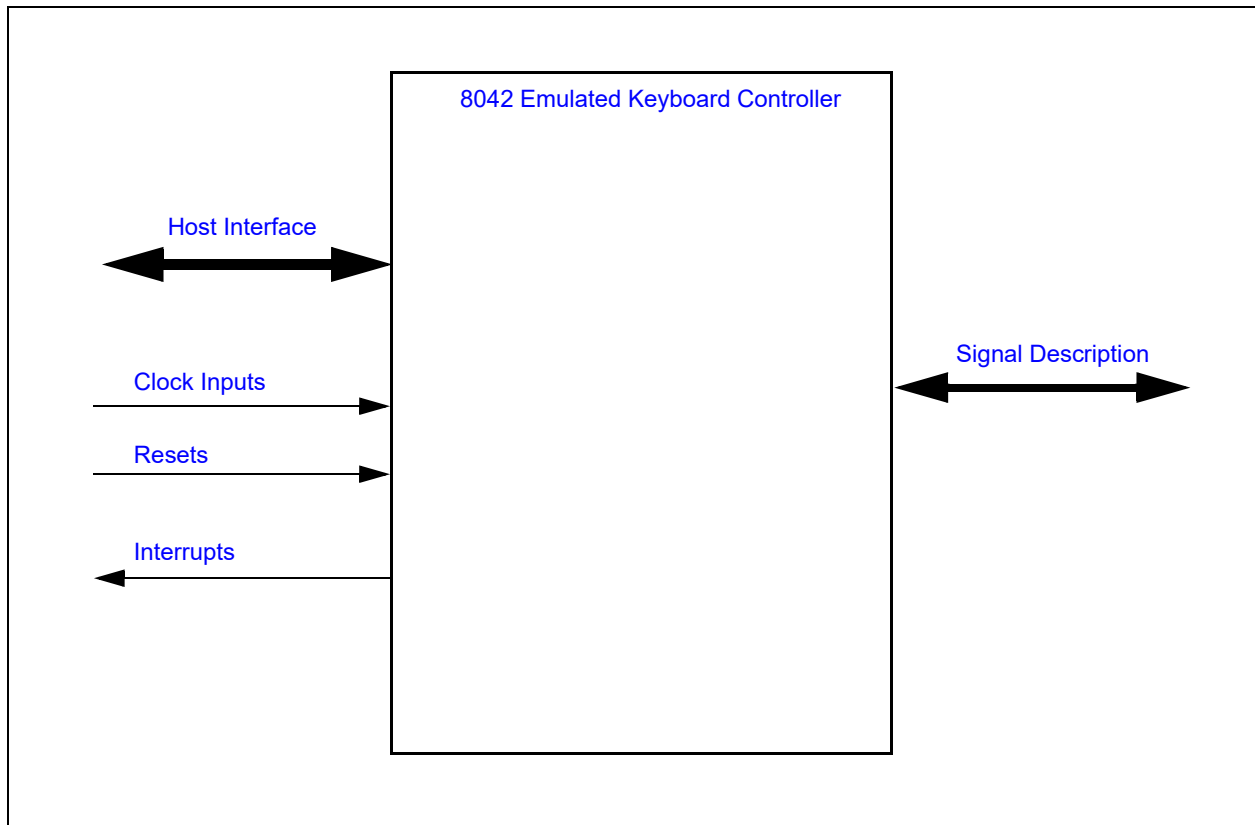 8042 Emulated Keyboard Controller
Host Interface
Signal Description
Clock Inputs
Resets
Interrupts